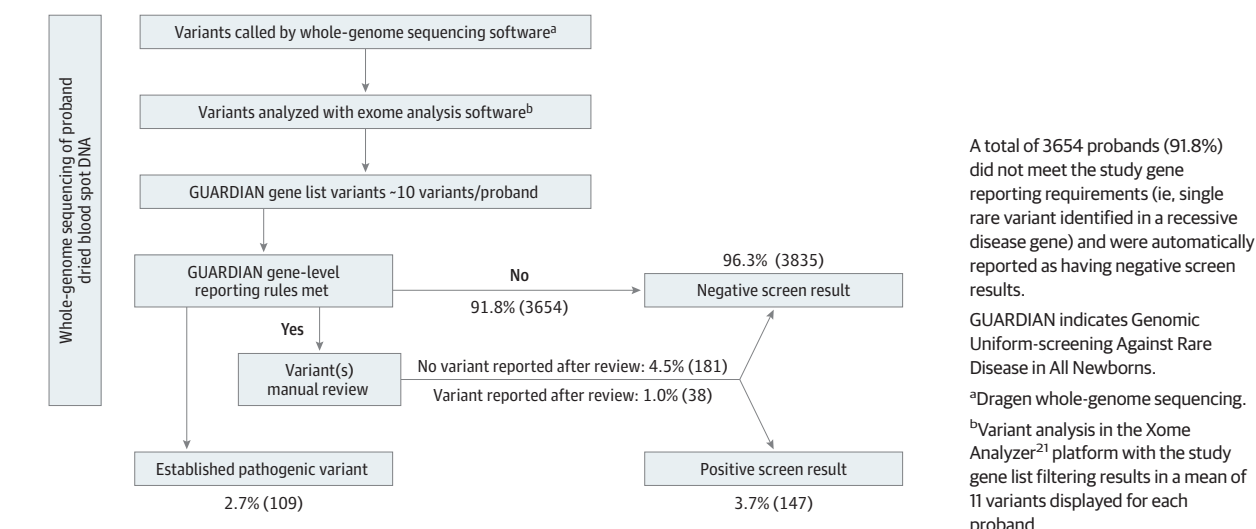 Whole-genome sequencing of proband
dried blood spot DNA
Variants called by whole-genome sequencing softwareᵃ
Variants analyzed with exome analysis softwareᵇ
GUARDIAN gene list variants ~10 variants/proband
GUARDIAN gene-level
reporting rules met
No
91.8% (3654)
96.3% (3835)
Negative screen result
Yes
Variant(s)
manual review
No variant reported after review: 4.5% (181)
Variant reported after review: 1.0% (38)
Established pathogenic variant
2.7% (109)
Positive screen result
3.7% (147)
A total of 3654 probands (91.8%)
did not meet the study gene
reporting requirements (ie, single
rare variant identified in a recessive
disease gene) and were automatically
reported as having negative screen
results.
GUARDIAN indicates Genomic
Uniform-screening Against Rare
Disease in All Newborns.
ᵃDragen whole-genome sequencing.
ᵇVariant analysis in the Xome
Analyzer²¹ platform with the study
gene list filtering results in a mean of
11 variants displayed for each
proband